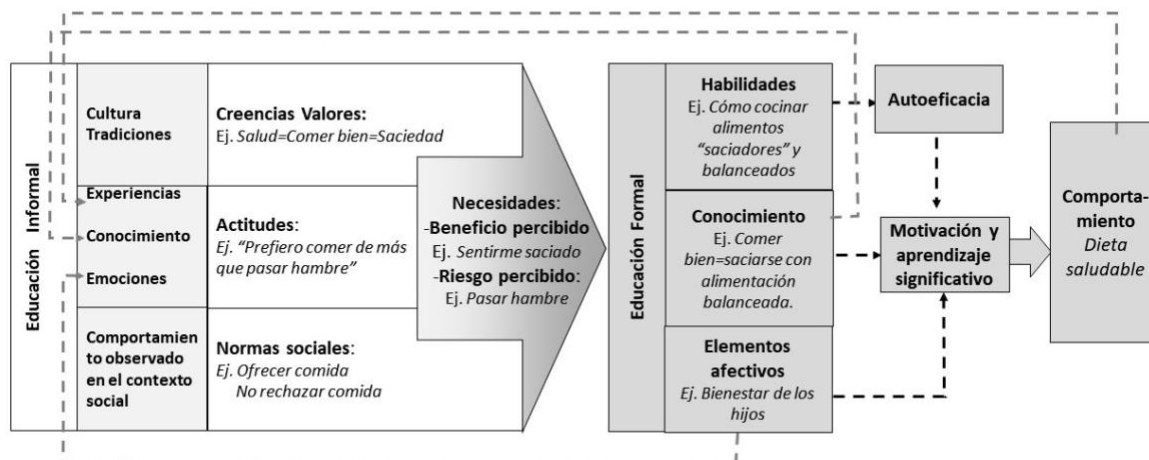 Educación Informal
Cultura
Tradiciones
Creencias Valores:
Ej. Salud=Comer bien=Saciedad
Experiencias
Conocimiento
Emociones
Actitudes:
Ej. “Prefiero comer de más
que pasar hambre”
Comportamien
to observado
en el contexto
social
Normas sociales:
Ej. Ofrecer comida
No rechazar comida
Necesidades:
-Beneficio percibido
Ej. Sentirme saciado
-Riesgo percibido:
Ej. Pasar hambre
Educación Formal
Habilidades
Ej. Cómo cocinar
alimentos
“saciadores” y
balanceados
Conocimiento
Ej. Comer
bien=saciarse con
alimentación
balanceada.
Elementos
afectivos
Ej. Bienestar de los
hijos
Autoeficacia
Motivación y
aprendizaje
significativo
Comporta-
miento
Dieta
saludable